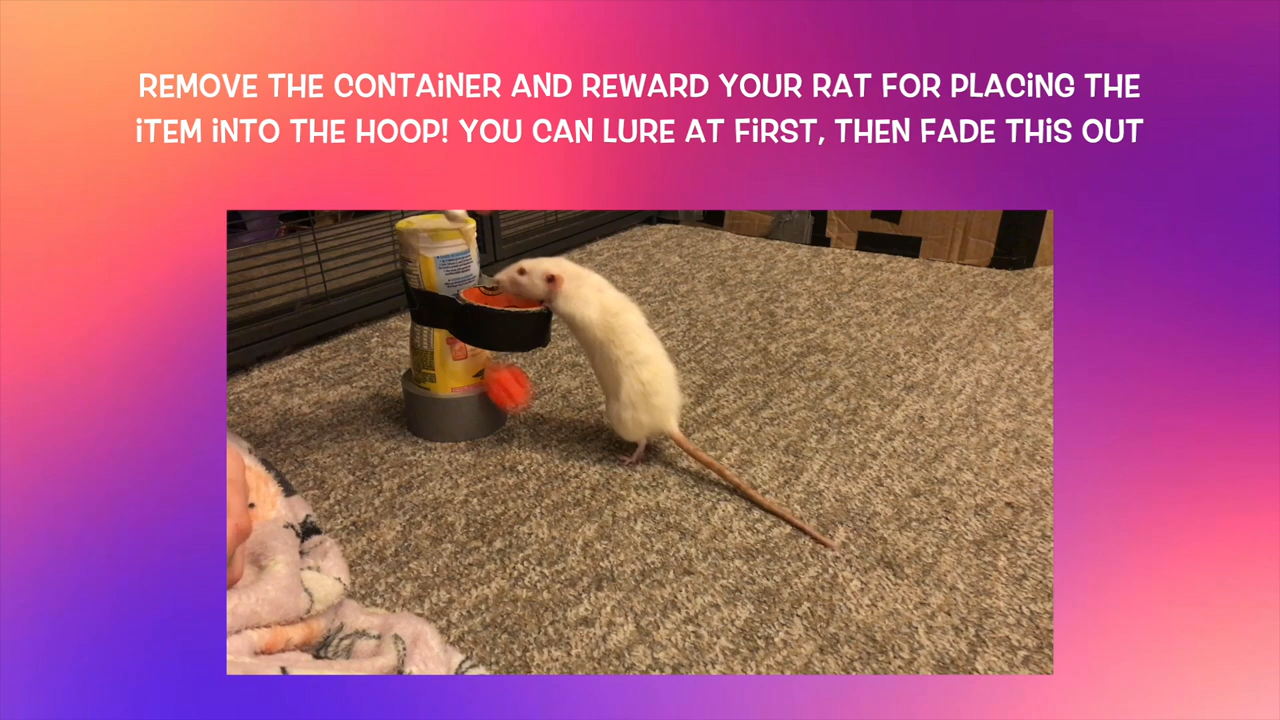 REMOVE THE CONTAINER AND REWARD YOUR RAT FOR PLACING THE
ITEM INTO THE HOOP! YOU CAN LURE AT FIRST, THEN FADE THIS OUT